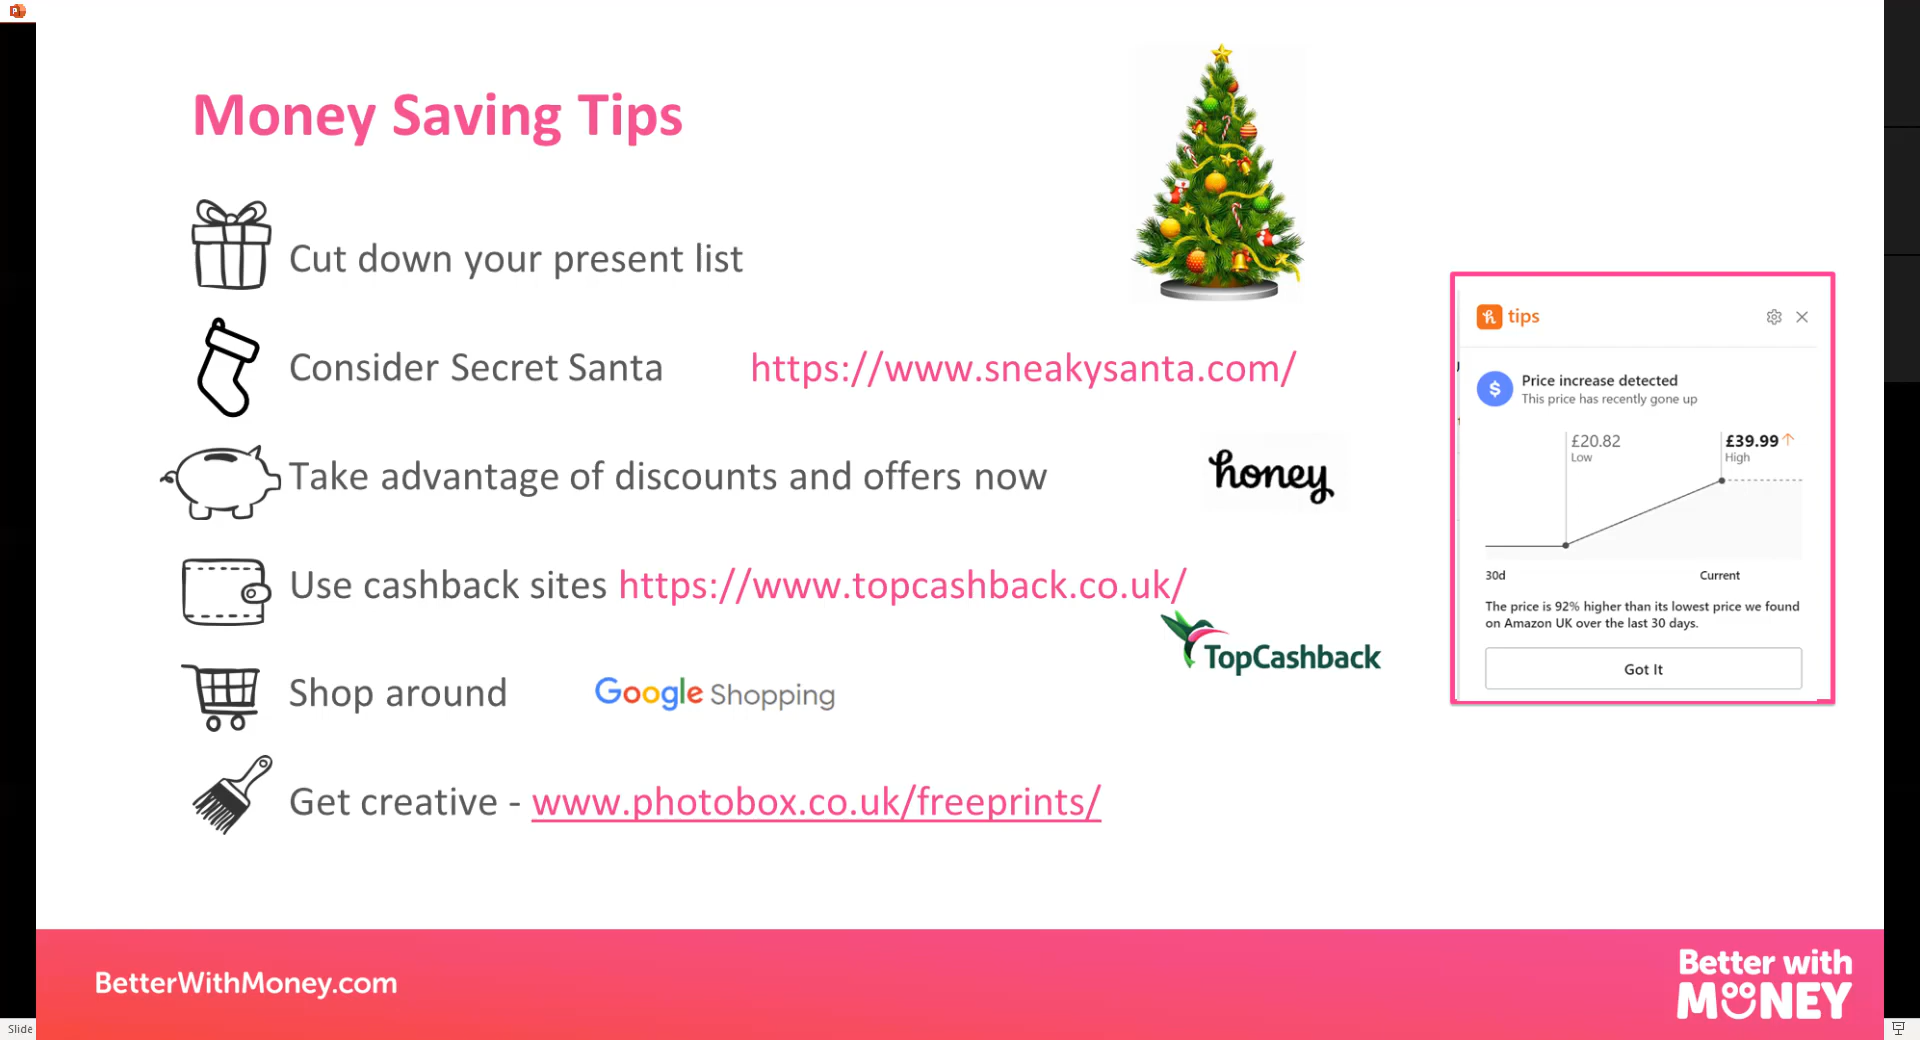 Money Saving Tips
Cut down your present list
Consider Secret Santa https://www.sneakysanta.com/
Take advantage of discounts and offers now honey
Use cashback sites https://www.topcashback.co.uk/
TopCashback
Shop around Google Shopping
Get creative - www.photobox.co.uk/freeprints/
h tips
$ Price increase detected
This price has recently gone up
£20.82 £39.99↑
Low High
30d Current
The price is 92% higher than its lowest price we found
on Amazon UK over the last 30 days.
Got It
BetterWithMoney.com
Better with
MONEY
Slide